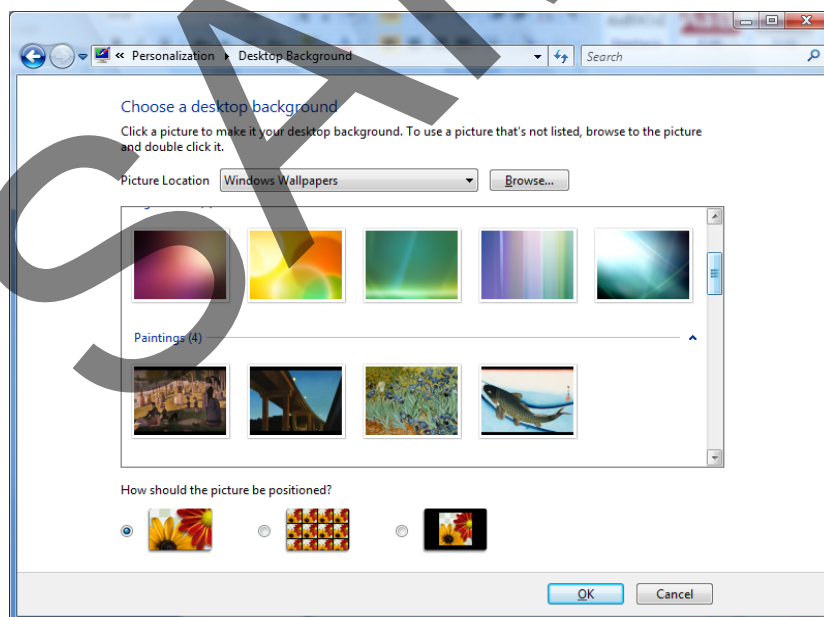 « Personalization ▸ Desktop Background
Search
Choose a desktop background
Click a picture to make it your desktop background. To use a picture that's not listed, browse to the picture
and double click it.
Picture Location Windows Wallpapers Browse...
Paintings (4)
How should the picture be positioned?
OK Cancel